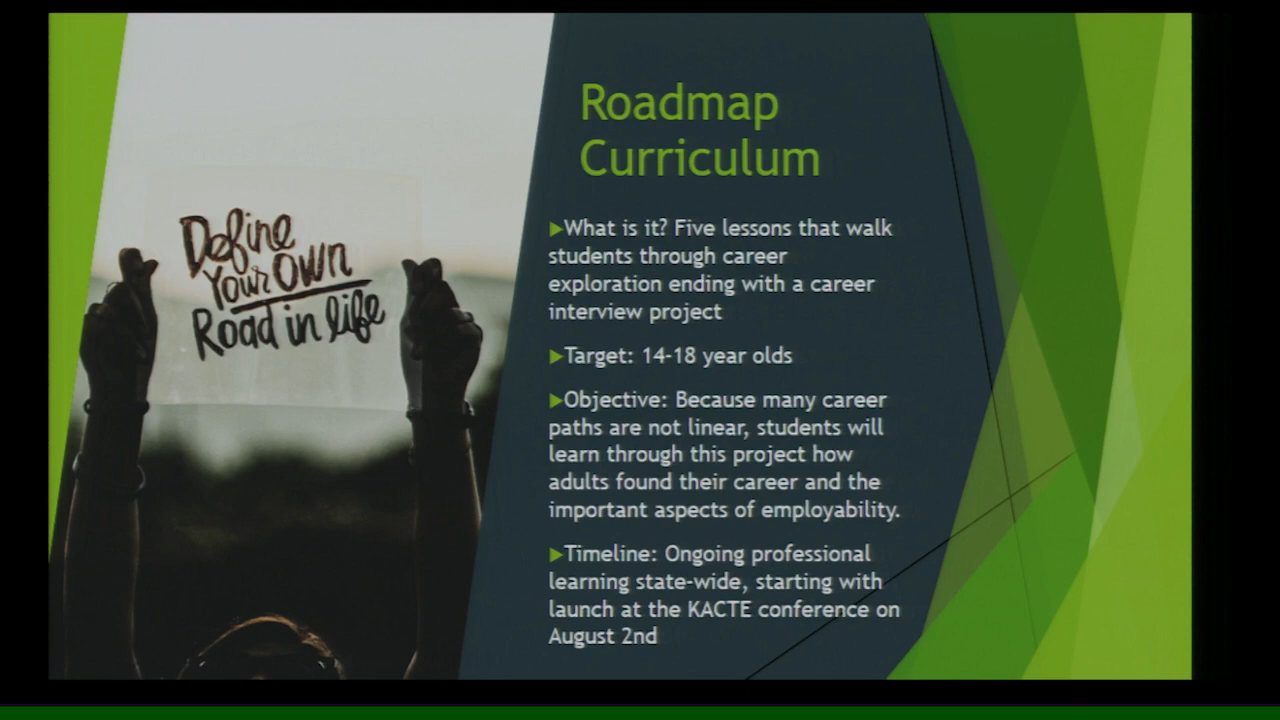 Define
Your Own
Road in life
Roadmap
Curriculum
What is it? Five lessons that walk
students through career
exploration ending with a career
interview project
Target: 14-18 year olds
Objective: Because many career
paths are not linear, students will
learn through this project how
adults found their career and the
important aspects of employability.
Timeline: Ongoing professional
learning state-wide, starting with
launch at the KACTE conference on
August 2nd